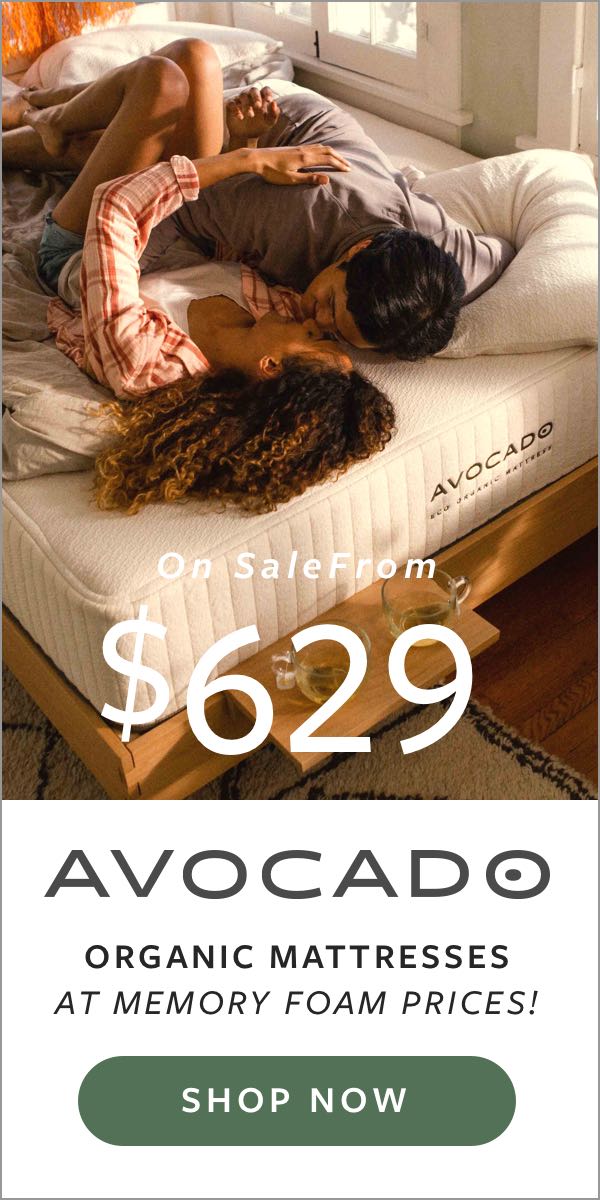 AVOCADO
ECO ORGANIC MATTRESS
On SaleFrom
$629
AVOCADO
ORGANIC MATTRESSES
AT MEMORY FOAM PRICES!
SHOP NOW